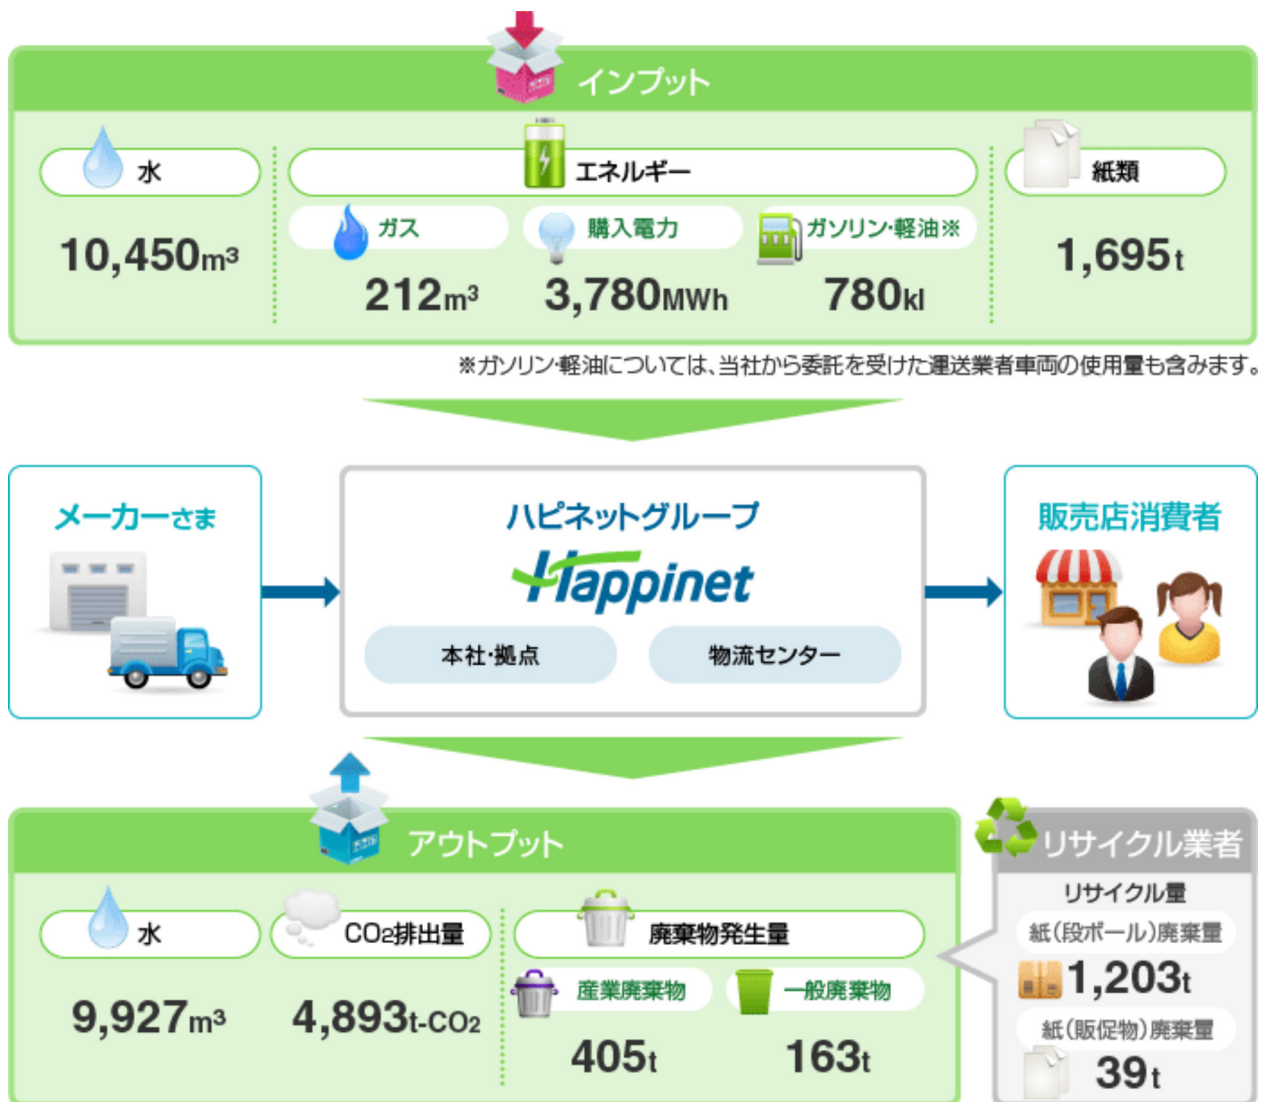 インプット
水
10,450m³
エネルギー
ガス
212m³
購入電力
3,780MWh
ガソリン・軽油※
780kl
紙類
1,695t
※ガソリン・軽油については、当社から委託を受けた運送業者車両の使用量も含みます。
メーカーさま
ハピネットグループ
Happinet
本社・拠点
物流センター
販売店消費者
アウトプット
水
9,927m³
CO₂排出量
4,893t-CO₂
廃棄物発生量
産業廃棄物
405t
一般廃棄物
163t
リサイクル業者
リサイクル量
紙（段ボール）廃棄量
1,203t
紙（販促物）廃棄量
39t